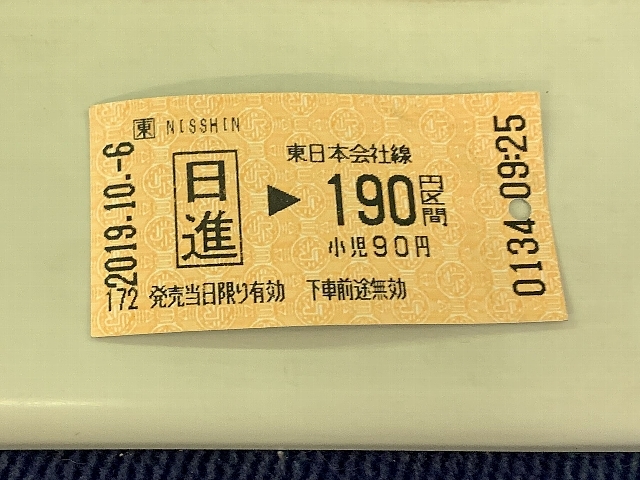 東 NISSHIN
日進
▶
東日本会社線
190円区間
小児90円
発売当日限り有効 下車前途無効
2019.10.-6
172
0134 09:25